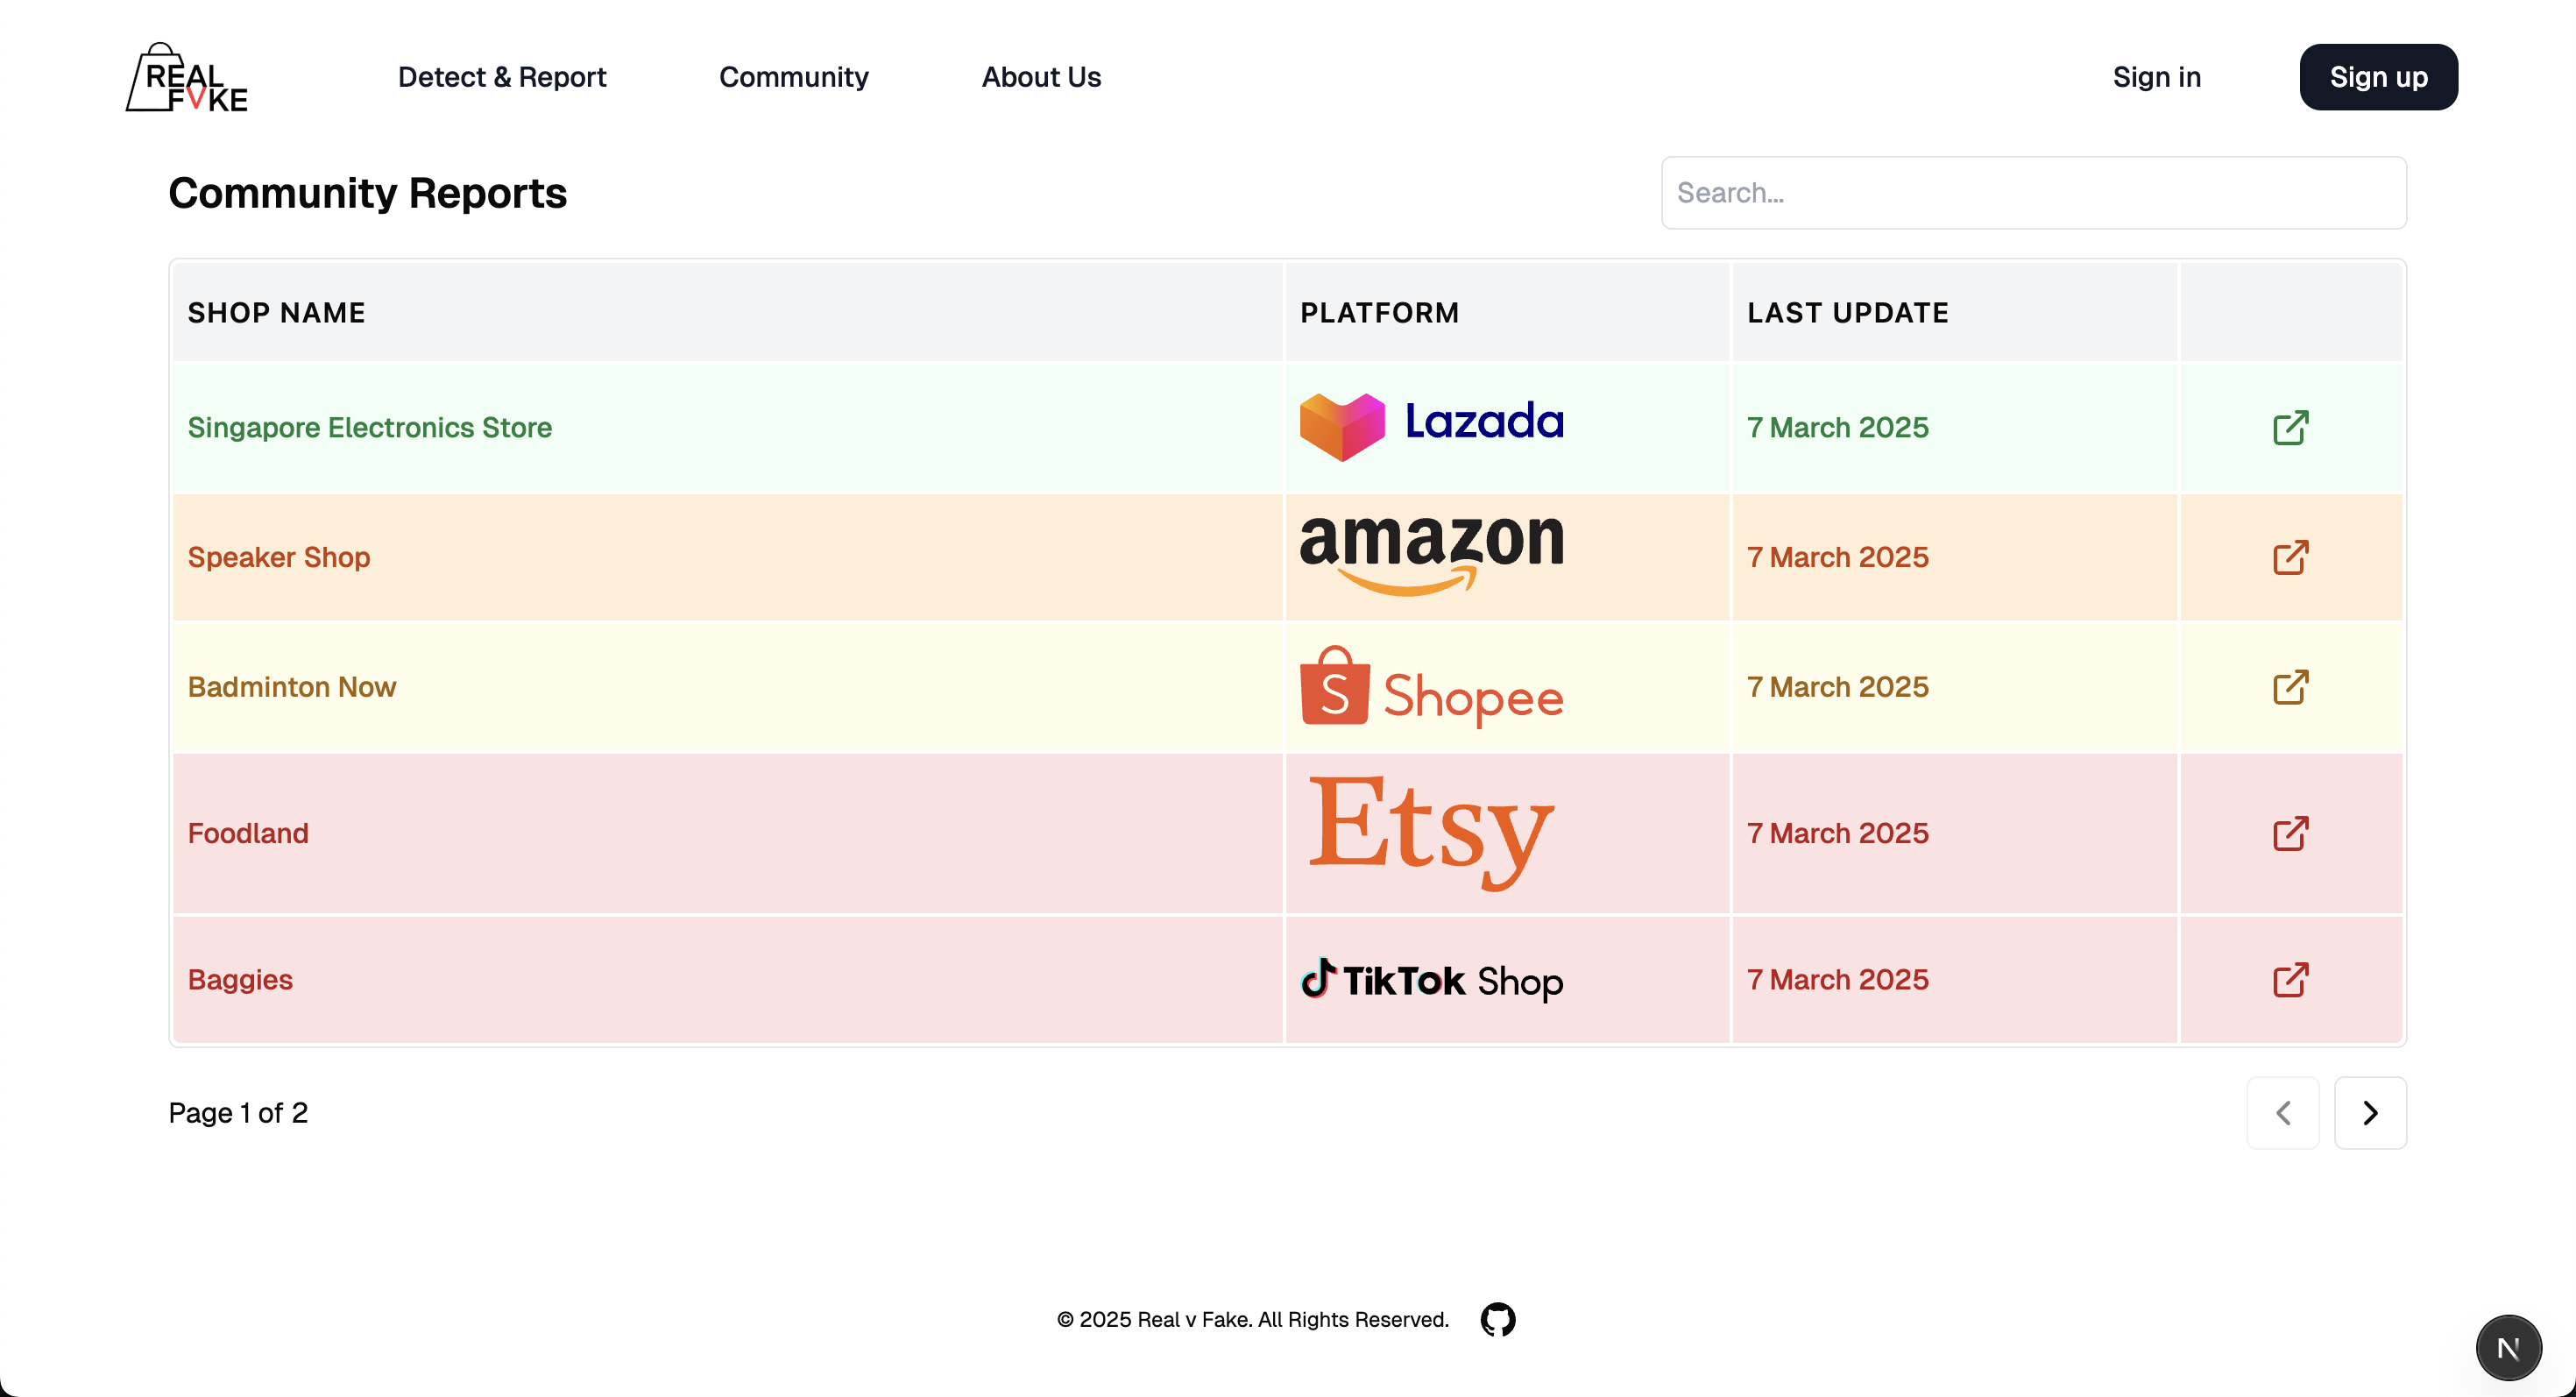 REAL
FVKE
Detect & Report
Community
About Us
Sign in
Sign up
Community Reports
Search...
SHOP NAME
PLATFORM
LAST UPDATE
Singapore Electronics Store
Lazada
7 March 2025
Speaker Shop
amazon
7 March 2025
Badminton Now
S Shopee
7 March 2025
Foodland
Etsy
7 March 2025
Baggies
TikTok Shop
7 March 2025
Page 1 of 2
© 2025 Real v Fake. All Rights Reserved.
N